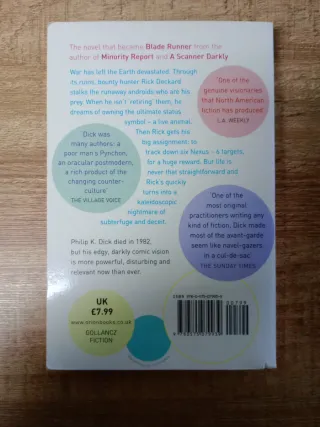 The novel that became Blade Runner from the
author of Minority Report and A Scanner Darkly
War has left the Earth devastated. Through
its ruins, bounty hunter Rick Deckard
stalks the runaway androids who are his
prey. When he isn't 'retiring' them, he
dreams of owning the ultimate status
symbol – a live animal.
Then Rick gets his
big assignment: to
track down six Nexus-6 targets,
for a huge reward. But life is
never that straightforward and
Rick's quickly
turns into a
kaleidoscopic
nightmare of
subterfuge and deceit.
'One of the
genuine visionaries
that North American
fiction has produced'
L.A. WEEKLY
'Dick was
many authors: a
poor man's Pynchon,
an oracular postmodern,
a rich product of the
changing counter-
culture'
THE VILLAGE VOICE
'One of the
most original
practitioners writing any
kind of fiction, Dick made
most of the avant-garde
seem like navel-gazers
in a cul-de-sac'
THE SUNDAY TIMES
Philip K. Dick died in 1982,
but his edgy, darkly comic vision
is more powerful, disturbing and
relevant now than ever.
UK
£7.99
www.orionbooks.co.uk
GOLLANCZ
FICTION
00799